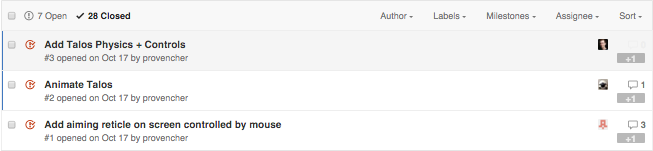 7 Open 28 Closed Author Labels Milestones Assignee Sort
Add Talos Physics + Controls
#3 opened on Oct 17 by provencher
+1
Animate Talos 1
#2 opened on Oct 17 by provencher +1
Add aiming reticle on screen controlled by mouse 3
#1 opened on Oct 17 by provencher +1